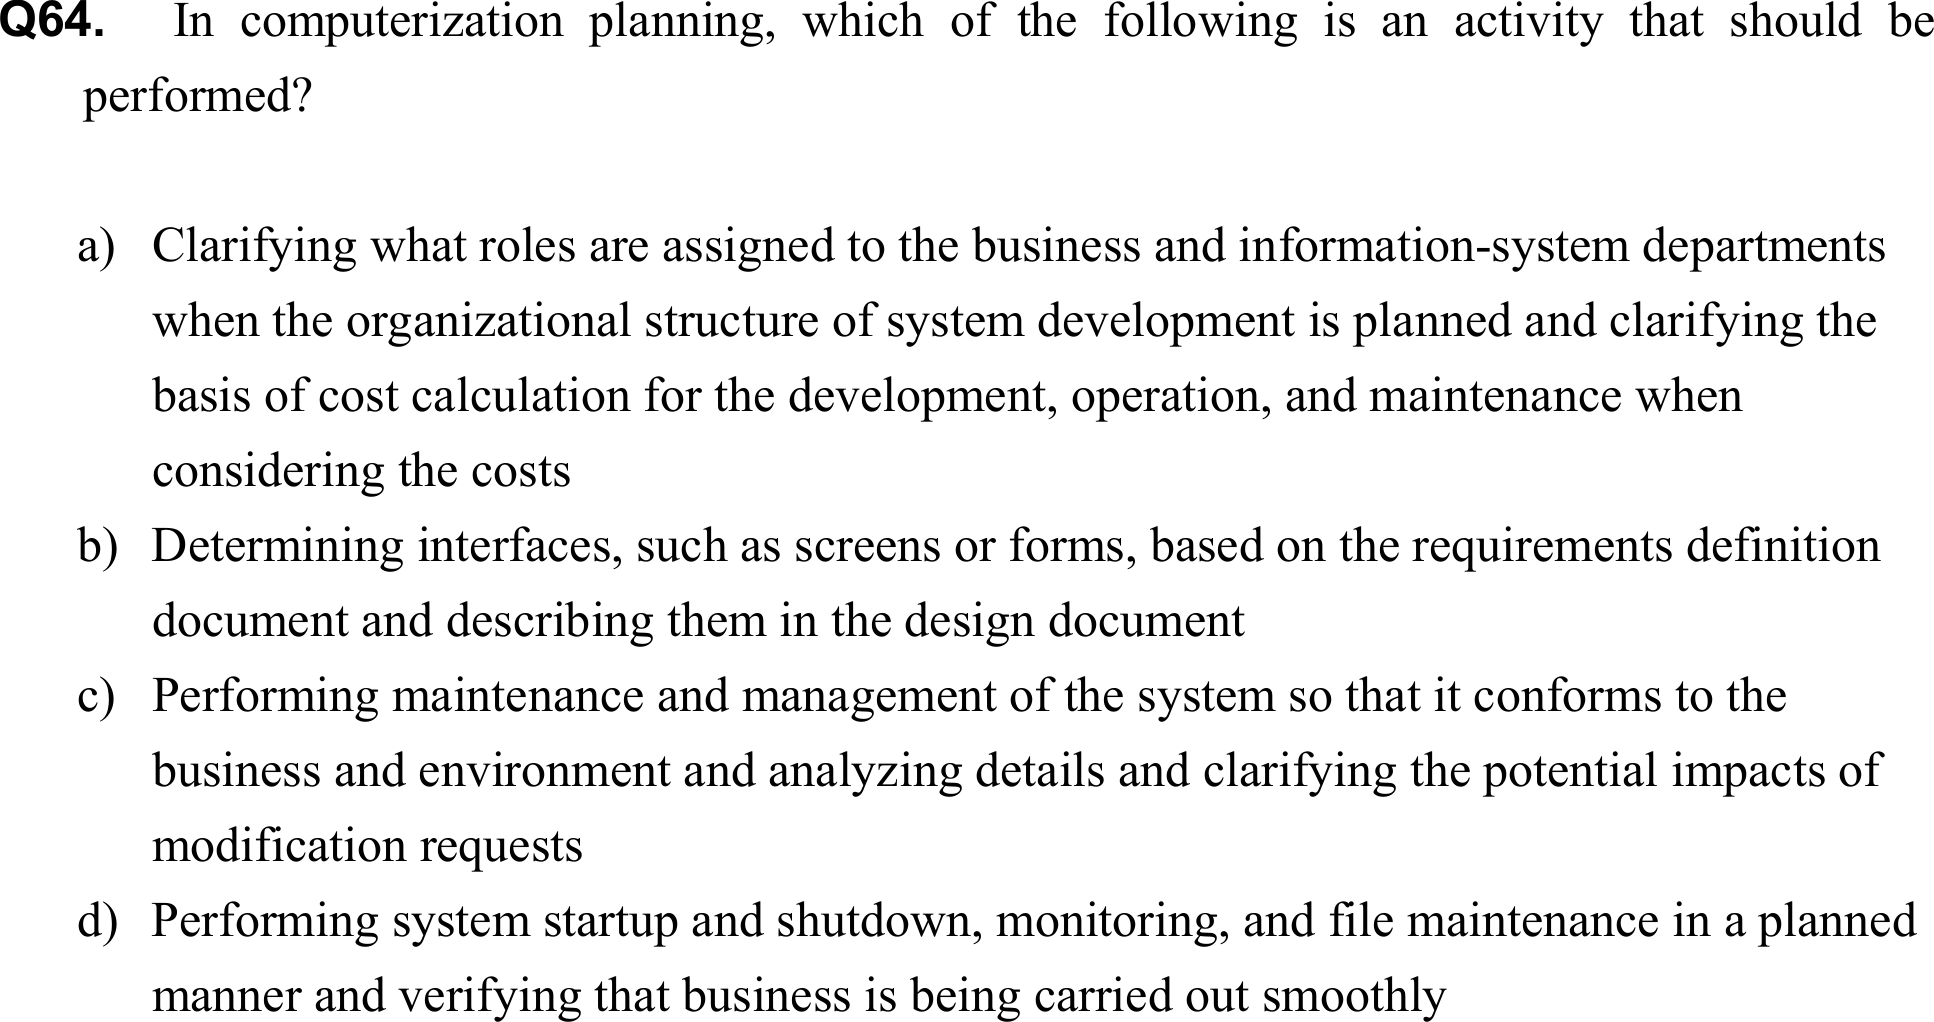 Q64. In computerization planning, which of the following is an activity that should be
performed?
a) Clarifying what roles are assigned to the business and information-system departments
when the organizational structure of system development is planned and clarifying the
basis of cost calculation for the development, operation, and maintenance when
considering the costs
b) Determining interfaces, such as screens or forms, based on the requirements definition
document and describing them in the design document
c) Performing maintenance and management of the system so that it conforms to the
business and environment and analyzing details and clarifying the potential impacts of
modification requests
d) Performing system startup and shutdown, monitoring, and file maintenance in a planned
manner and verifying that business is being carried out smoothly